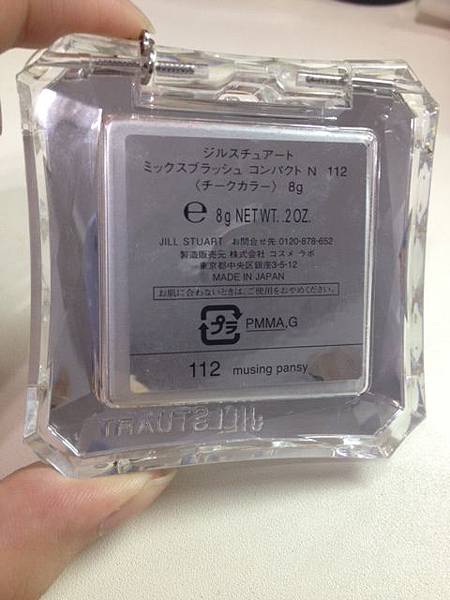 ジルスチュアート
ミックスブラッシュ コンパクト N 112
〈チークカラー〉 8g
℮ 8g NET WT. .2 OZ.
JILL STUART お問合せ先 0120-878-652
製造販売元 株式会社 コスメ ラボ
東京都中央区銀座3-5-12
MADE IN JAPAN
お肌に合わないときは、ご使用をおやめください。
プラ PMMA,G
112 musing pansy
JILL STUART